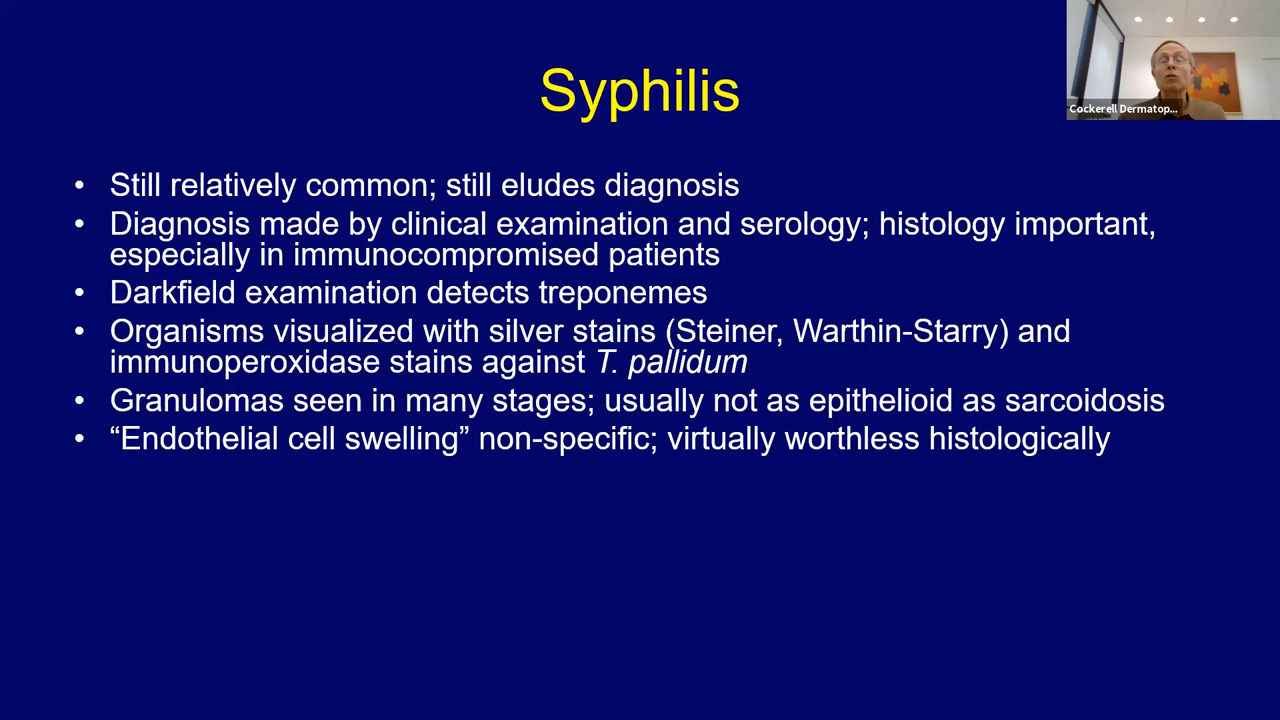 Syphilis
Cockerell Dermatop...
• Still relatively common; still eludes diagnosis
• Diagnosis made by clinical examination and serology; histology important,
especially in immunocompromised patients
• Darkfield examination detects treponemes
• Organisms visualized with silver stains (Steiner, Warthin-Starry) and
immunoperoxidase stains against T. pallidum
• Granulomas seen in many stages; usually not as epithelioid as sarcoidosis
• “Endothelial cell swelling” non-specific; virtually worthless histologically